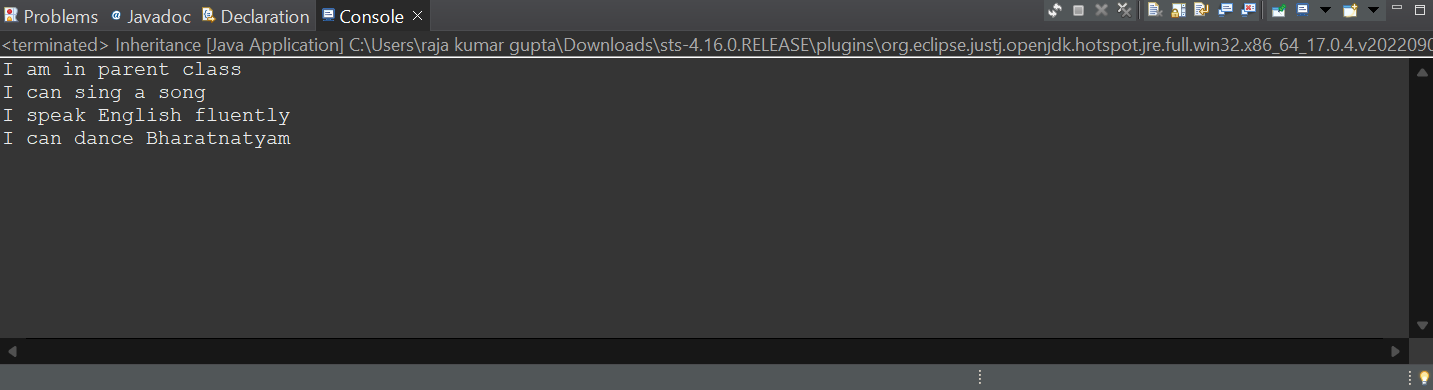 Problems Javadoc Declaration Console
<terminated> Inheritance [Java Application] C:\Users\raja kumar gupta\Downloads\sts-4.16.0.RELEASE\plugins\org.eclipse.justj.openjdk.hotspot.jre.full.win32.x86_64_17.0.4.v2022090
I am in parent class
I can sing a song
I speak English fluently
I can dance Bharatnatyam